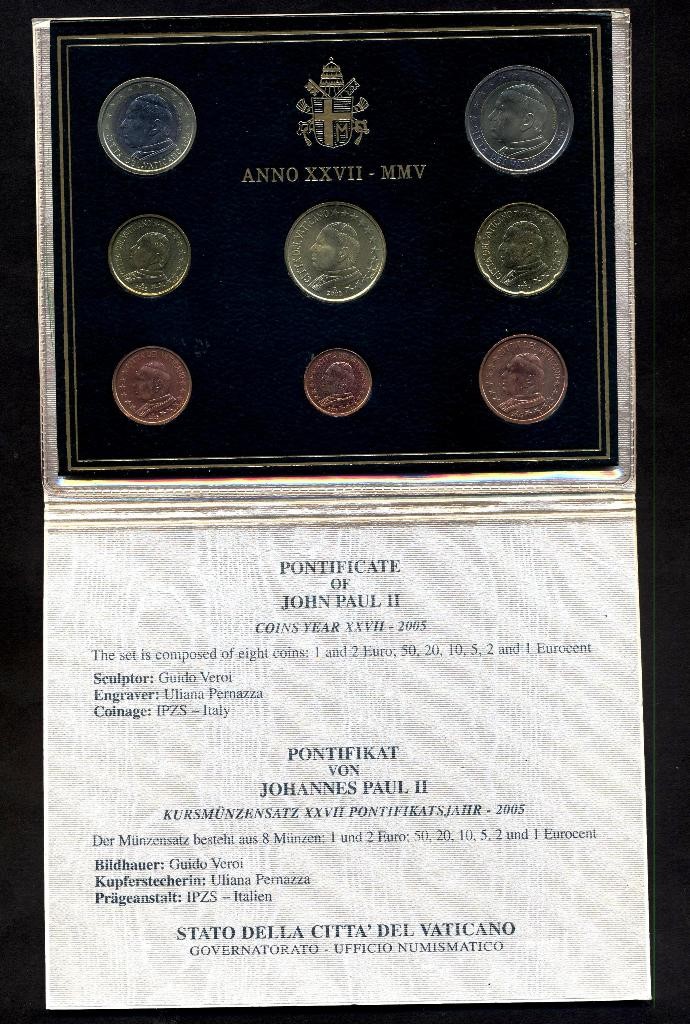 ANNO XXVII - MMV
PONTIFICATE
OF
JOHN PAUL II
COINS YEAR XXVII - 2005
The set is composed of eight coins: 1 and 2 Euro; 50, 20, 10, 5, 2 and 1 Eurocent
Sculptor: Guido Veroi
Engraver: Uliana Pernazza
Coinage: IPZS – Italy
PONTIFIKAT
VON
JOHANNES PAUL II
KURSMÜNZENSATZ XXVII PONTIFIKATSJAHR - 2005
Der Münzensatz besteht aus 8 Münzen: 1 und 2 Euro; 50, 20, 10, 5, 2 und 1 Eurocent
Bildhauer: Guido Veroi
Kupferstecherin: Uliana Pernazza
Prägeanstalt: IPZS – Italien
STATO DELLA CITTA' DEL VATICANO
GOVERNATORATO - UFFICIO NUMISMATICO